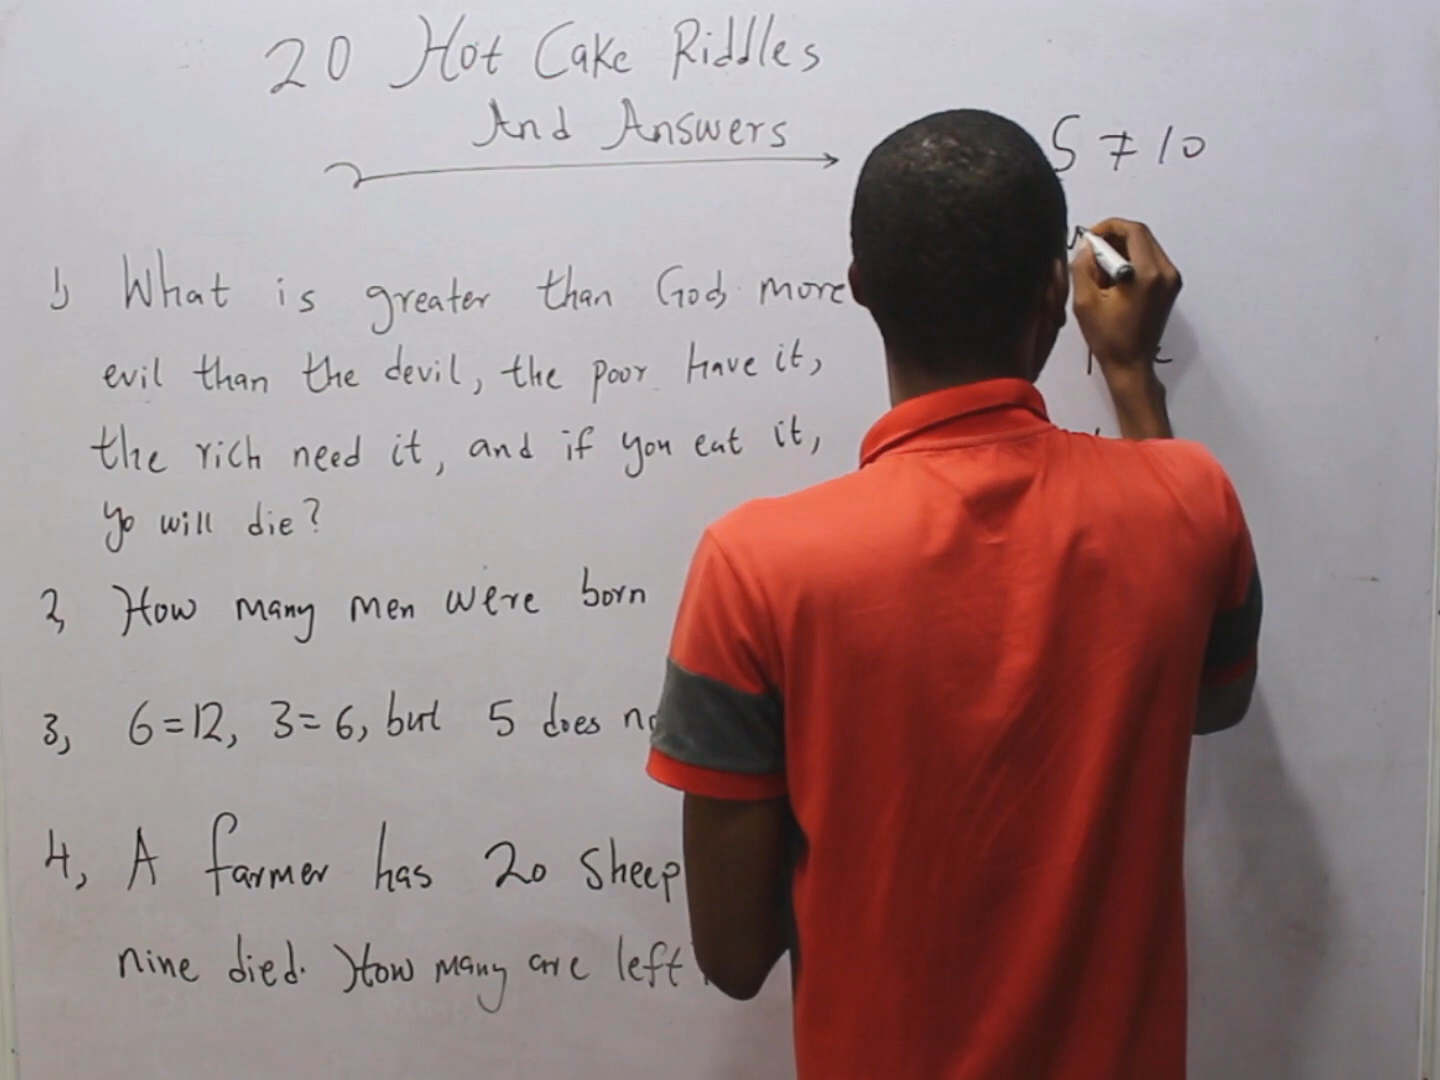 20 Hot Cake Riddles
And Answers
5 ≠ 10
1) What is greater than God, more
evil than the devil, the poor have it,
the rich need it, and if you eat it,
yo will die?
2, How many men were born
3, 6=12, 3=6, but 5 does
4, A farmer has 20 sheep
nine died. How many are left